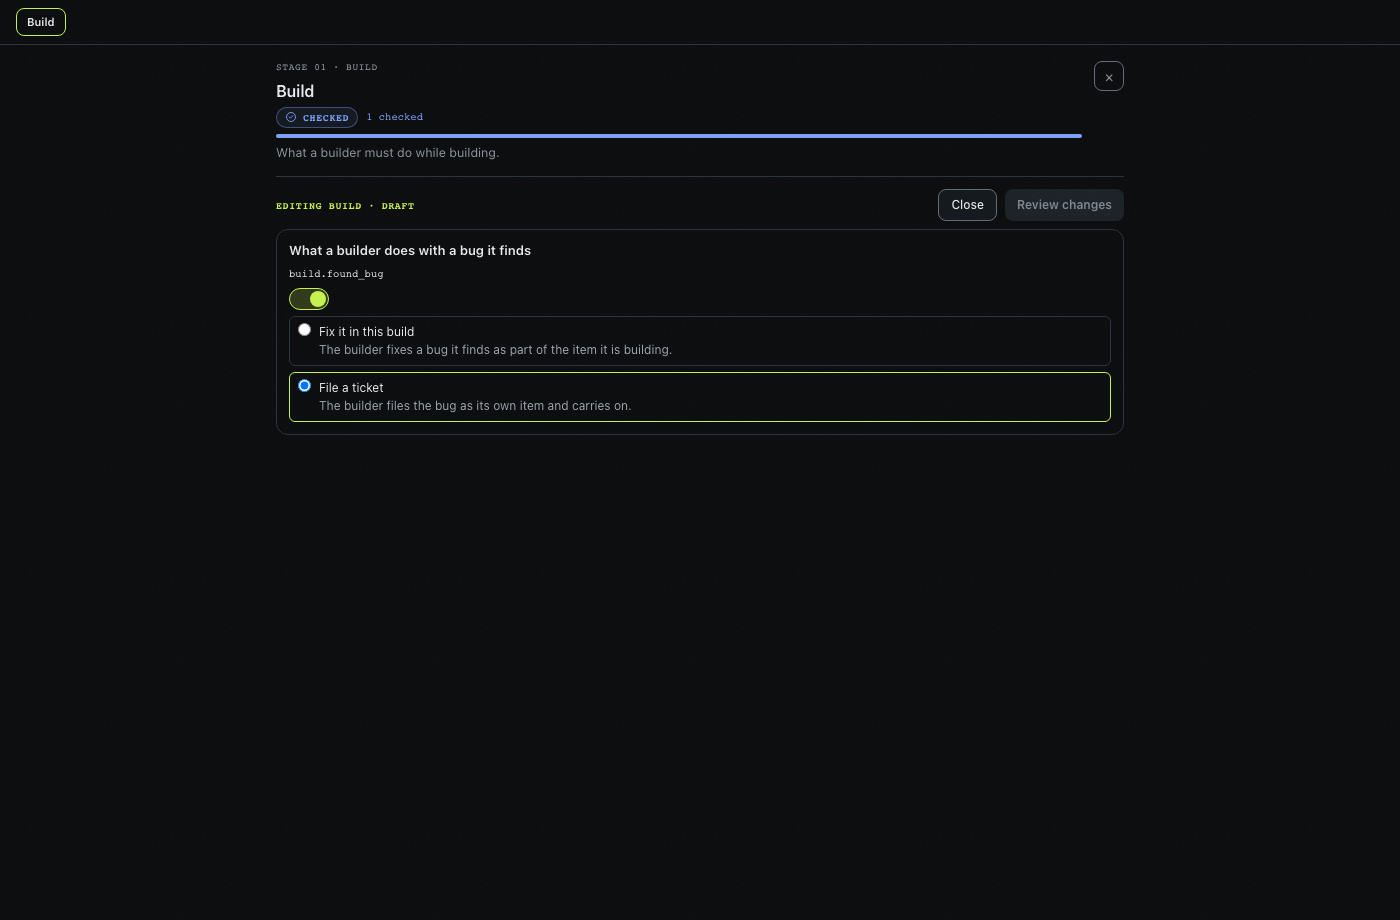 Build
STAGE 01 · BUILD
Build
×
CHECKED 1 checked
What a builder must do while building.
EDITING BUILD · DRAFT
Close
Review changes
What a builder does with a bug it finds
build.found_bug
Fix it in this build
The builder fixes a bug it finds as part of the item it is building.
File a ticket
The builder files the bug as its own item and carries on.